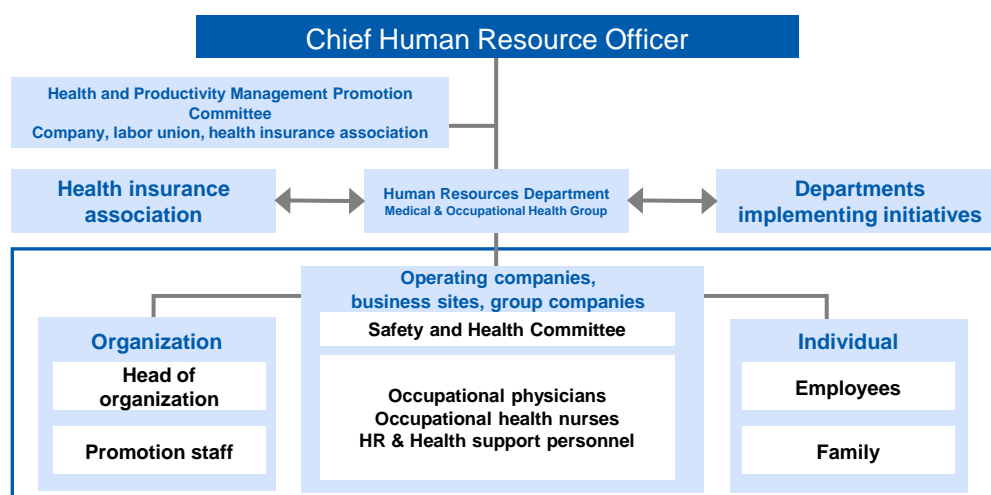 Chief Human Resource Officer
Health and Productivity Management Promotion
Committee
Company, labor union, health insurance association
Health insurance
association
Human Resources Department
Medical & Occupational Health Group
Departments
implementing initiatives
Operating companies,
business sites, group companies
Safety and Health Committee
Occupational physicians
Occupational health nurses
HR & Health support personnel
Organization
Head of
organization
Promotion staff
Individual
Employees
Family